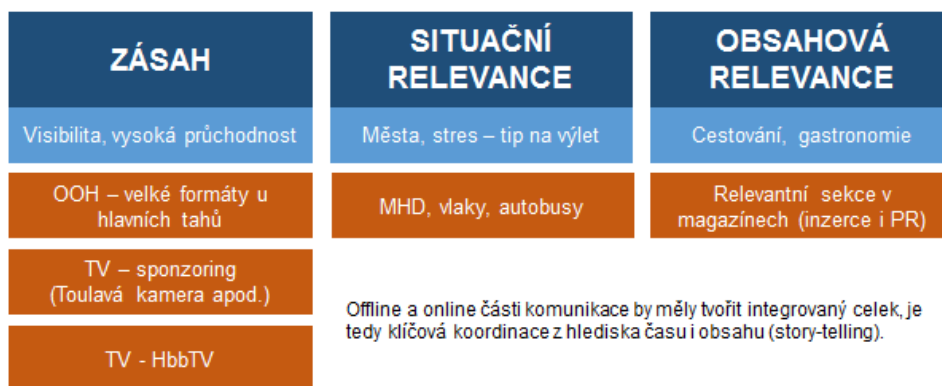 ZÁSAH
Visibilita, vysoká průchodnost
OOH – velké formáty u
hlavních tahů
TV – sponzoring
(Toulavá kamera apod.)
TV - HbbTV
SITUAČNÍ
RELEVANCE
Města, stres – tip na výlet
MHD, vlaky, autobusy
OBSAHOVÁ
RELEVANCE
Cestování, gastronomie
Relevantní sekce v
magazínech (inzerce i PR)
Offline a online části komunikace by měly tvořit integrovaný celek, je
tedy klíčová koordinace z hlediska času i obsahu (story-telling).